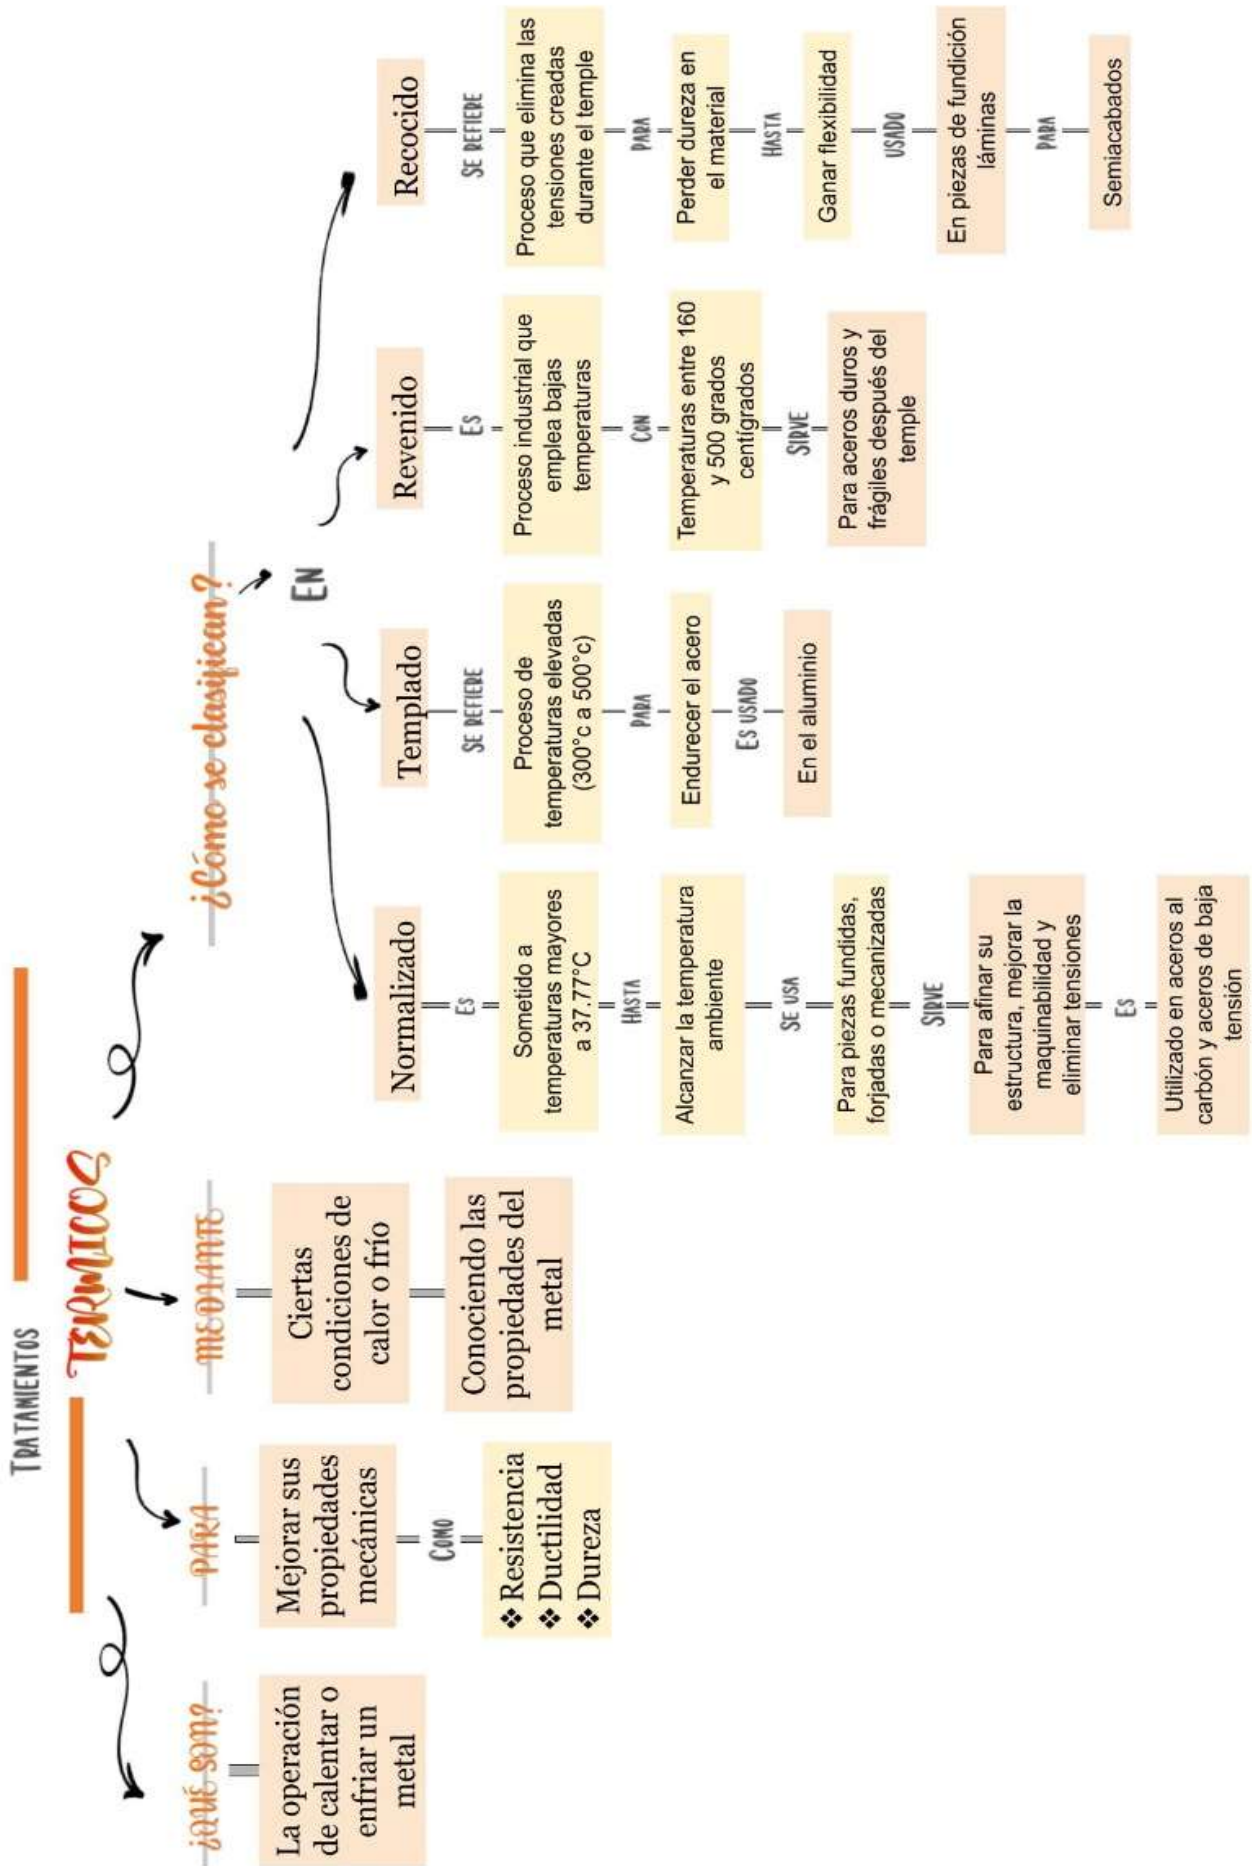 TRATAMIENTOS
TERMICOS
¿QUÉ SON?
La operación
de calentar o
enfriar un
metal
PARA
Mejorar sus
propiedades
mecánicas
COMO
❖ Resistencia
❖ Ductilidad
❖ Dureza
MEDIANTE
Ciertas
condiciones de
calor o frío
Conociendo las
propiedades del
metal
¿Cómo se clasifican?
EN
Normalizado
ES
Sometido a
temperaturas mayores
a 37.77°C
HASTA
Alcanzar la temperatura
ambiente
SE USA
Para piezas fundidas,
forjadas o mecanizadas
SIRVE
Para afinar su
estructura, mejorar la
maquinabilidad y
eliminar tensiones
ES
Utilizado en aceros al
carbón y aceros de baja
tensión
Templado
SE REFIERE
Proceso de
temperaturas elevadas
(300°c a 500°c)
PARA
Endurecer el acero
ES USADO
En el aluminio
Revenido
ES
Proceso industrial que
emplea bajas
temperaturas
CON
Temperaturas entre 160
y 500 grados
centígrados
SIRVE
Para aceros duros y
frágiles después del
temple
Recocido
SE REFIERE
Proceso que elimina las
tensiones creadas
durante el temple
PARA
Perder dureza en
el material
HASTA
Ganar flexibilidad
USADO
En piezas de fundición
láminas
PARA
Semiacabados